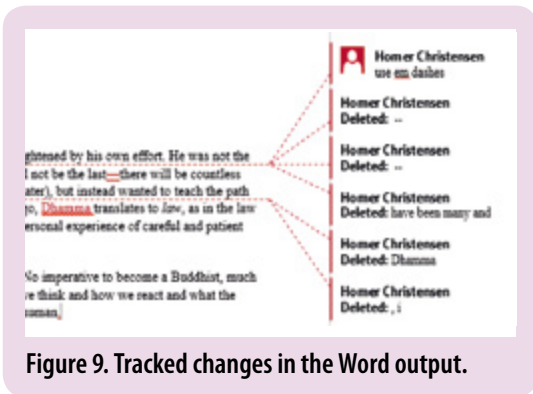 ghtened by his own effort. He was not the
l not be the last—there will be countless
ater), but instead wanted to teach the path
go, Dhamma translates to law, as in the law
ersonal experience of careful and patient
No imperative to become a Buddhist, much
ve think and how we react and what the
uman.
Homer Christensen
use em dashes
Homer Christensen
Deleted: --
Homer Christensen
Deleted: --
Homer Christensen
Deleted: have been many and
Homer Christensen
Deleted: Dhamma
Homer Christensen
Deleted: , i
Figure 9. Tracked changes in the Word output.